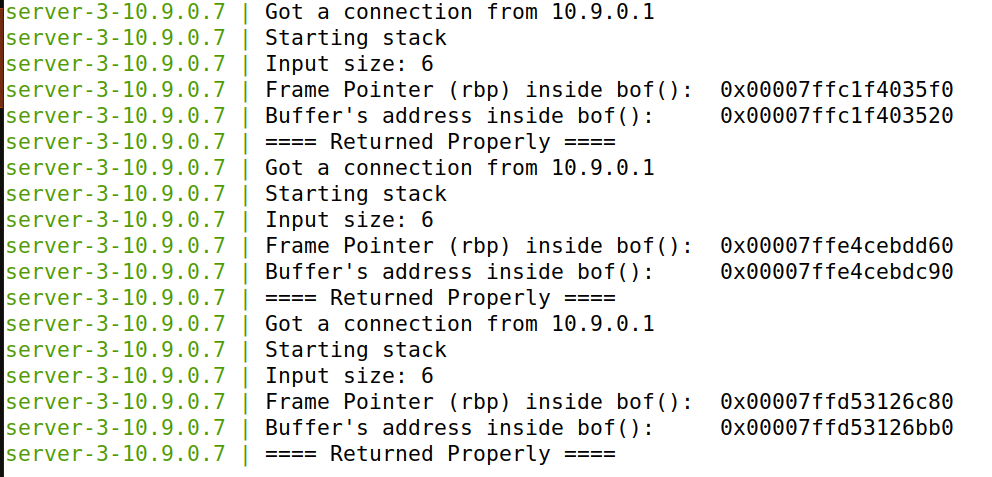 server-3-10.9.0.7 | Got a connection from 10.9.0.1
server-3-10.9.0.7 | Starting stack
server-3-10.9.0.7 | Input size: 6
server-3-10.9.0.7 | Frame Pointer (rbp) inside bof():  0x00007ffc1f4035f0
server-3-10.9.0.7 | Buffer's address inside bof():     0x00007ffc1f403520
server-3-10.9.0.7 | ==== Returned Properly ====
server-3-10.9.0.7 | Got a connection from 10.9.0.1
server-3-10.9.0.7 | Starting stack
server-3-10.9.0.7 | Input size: 6
server-3-10.9.0.7 | Frame Pointer (rbp) inside bof():  0x00007ffe4cebdd60
server-3-10.9.0.7 | Buffer's address inside bof():     0x00007ffe4cebdc90
server-3-10.9.0.7 | ==== Returned Properly ====
server-3-10.9.0.7 | Got a connection from 10.9.0.1
server-3-10.9.0.7 | Starting stack
server-3-10.9.0.7 | Input size: 6
server-3-10.9.0.7 | Frame Pointer (rbp) inside bof():  0x00007ffd53126c80
server-3-10.9.0.7 | Buffer's address inside bof():     0x00007ffd53126bb0
server-3-10.9.0.7 | ==== Returned Properly ====